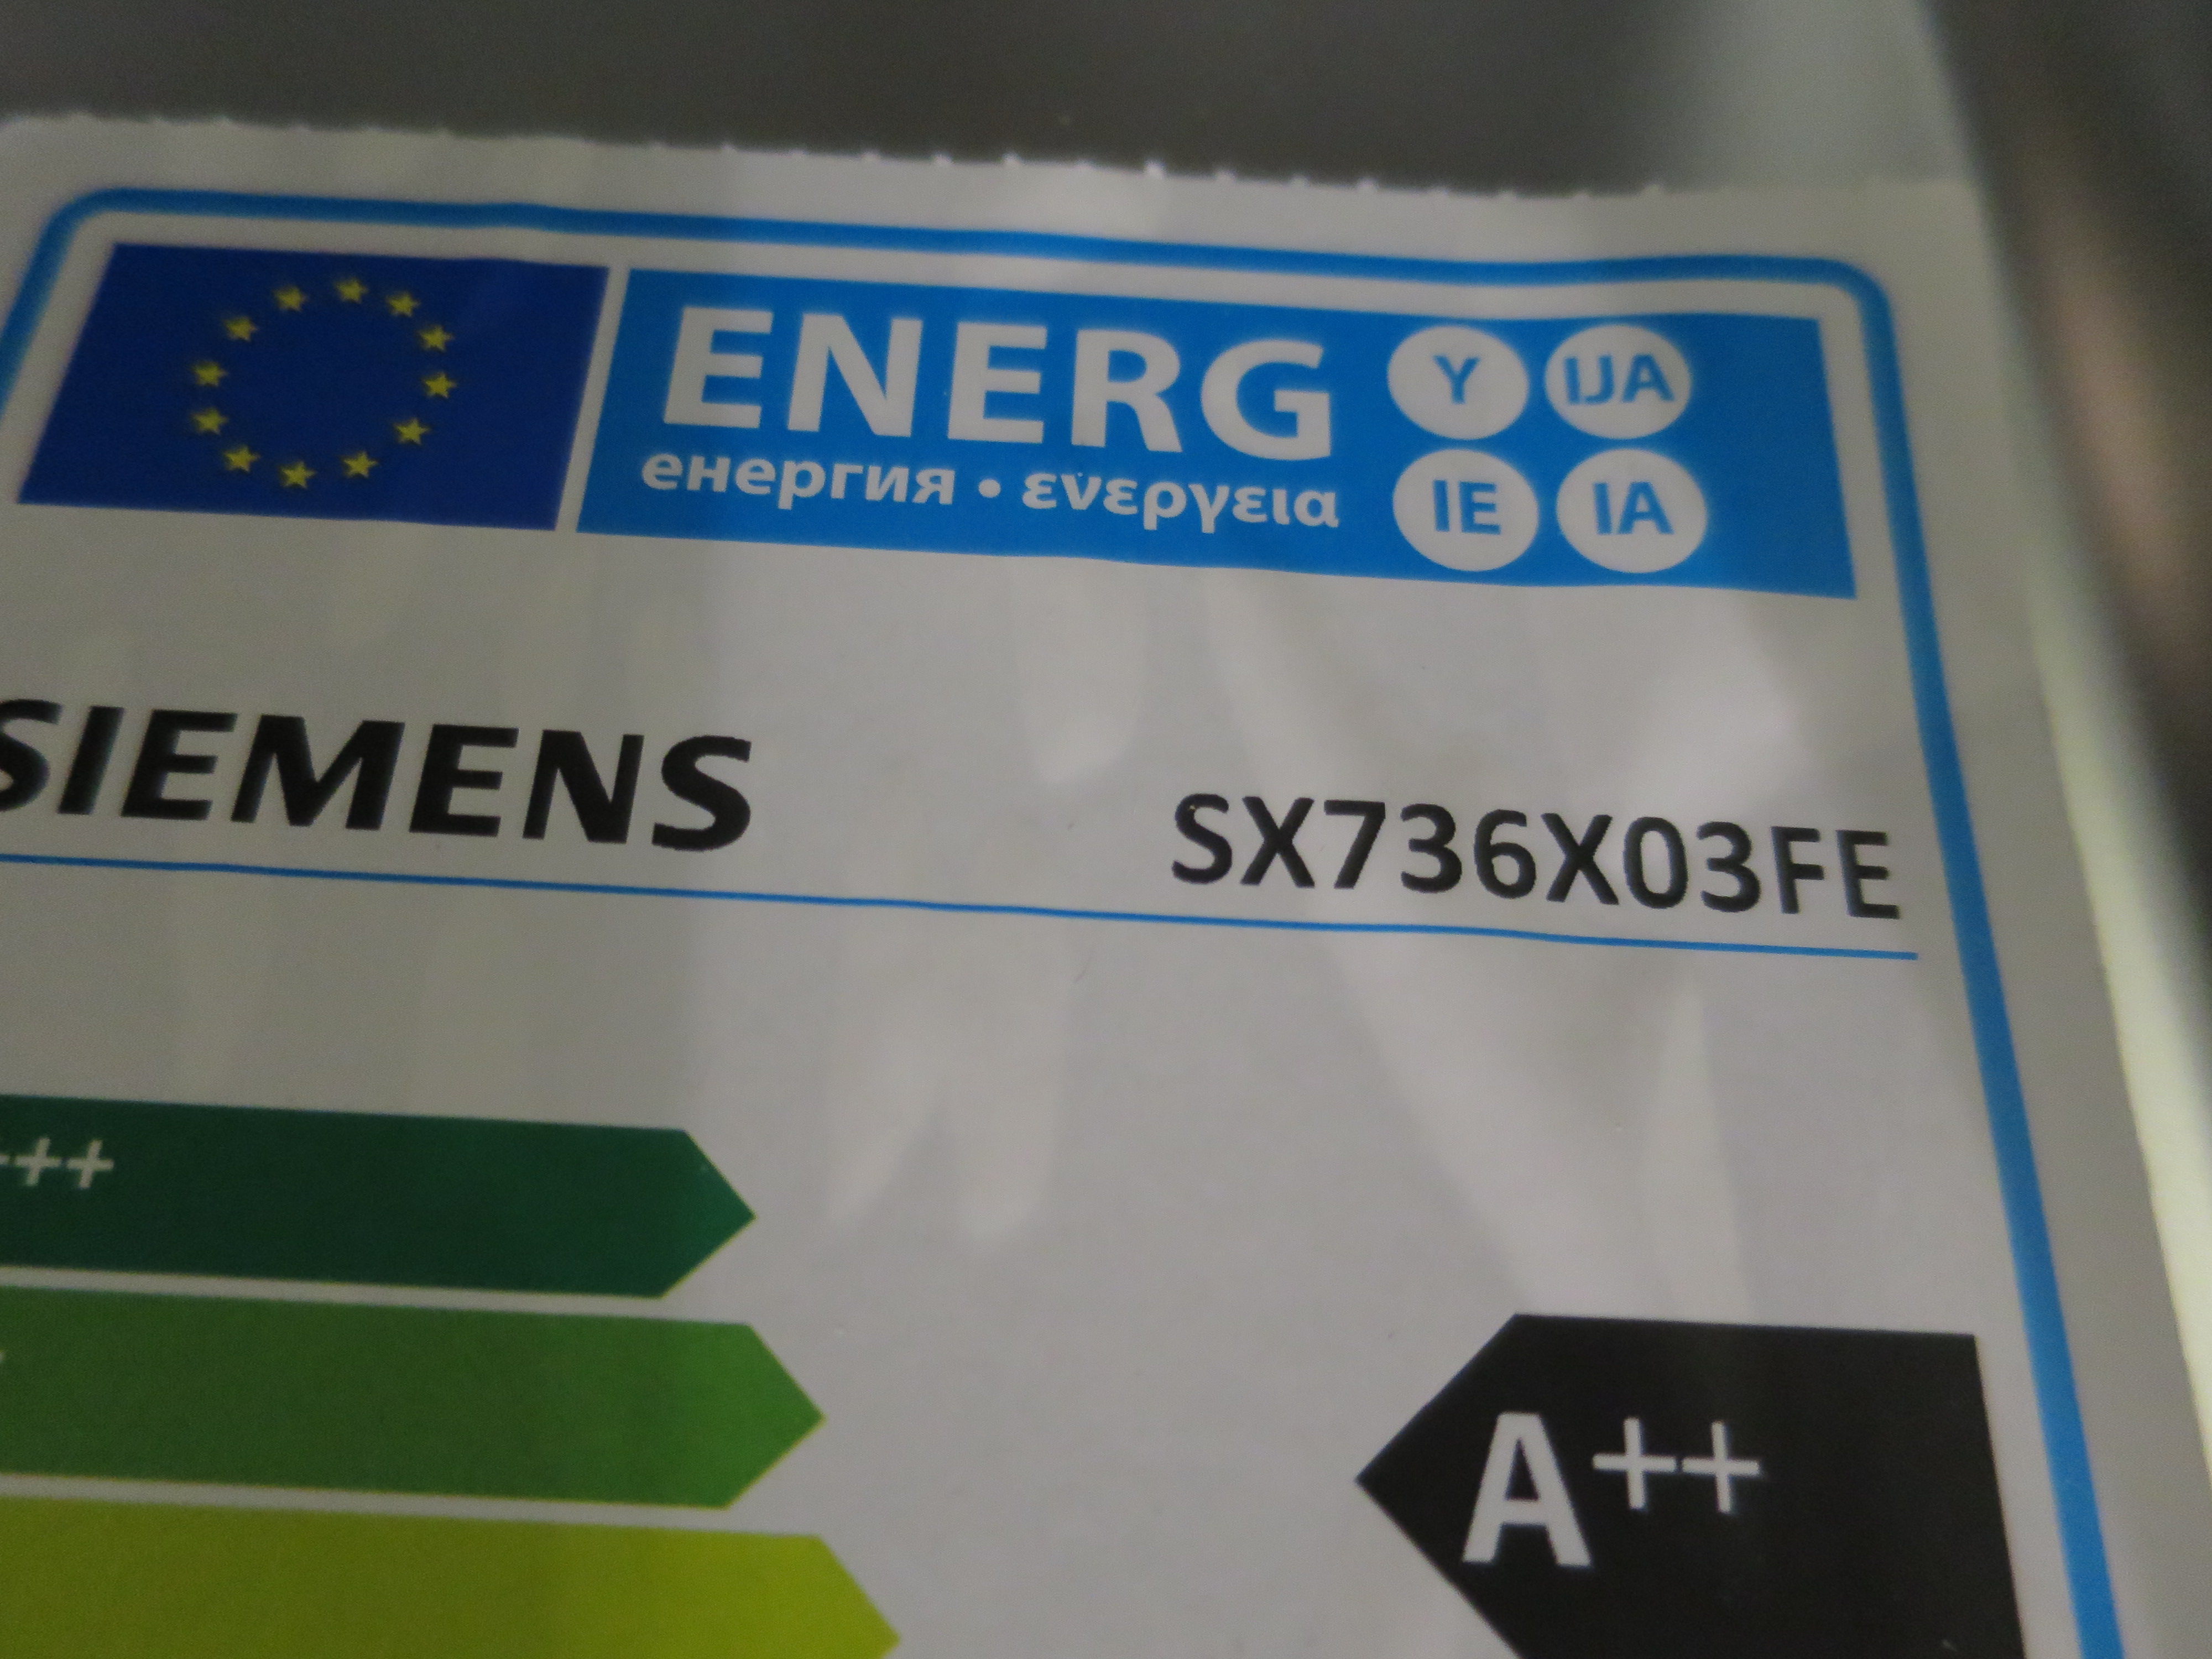 ENERG Y IJA
енергия • ενεργεια IE IA
SIEMENS SX736X03FE
++
A++